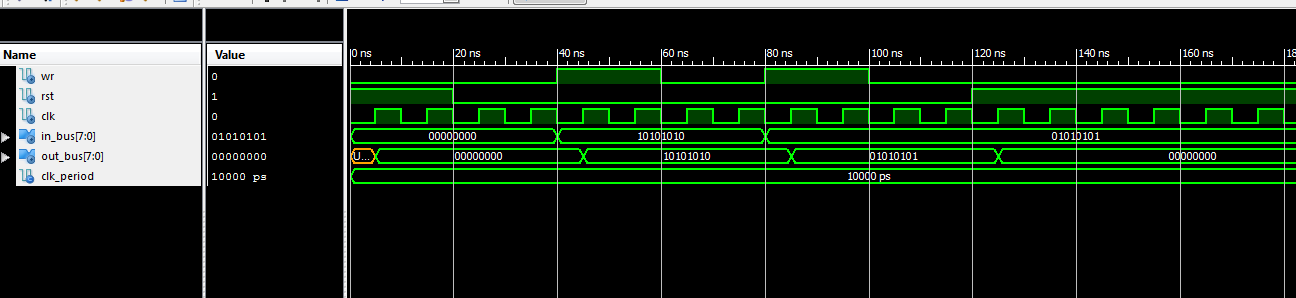 Name Value 0 ns 20 ns 40 ns 60 ns 80 ns 100 ns 120 ns 140 ns 160 ns 18
wr 0
rst 1
clk 0
in_bus[7:0] 01010101 00000000 10101010 01010101
out_bus[7:0] 00000000 U... 00000000 10101010 01010101 00000000
clk_period 10000 ps 10000 ps